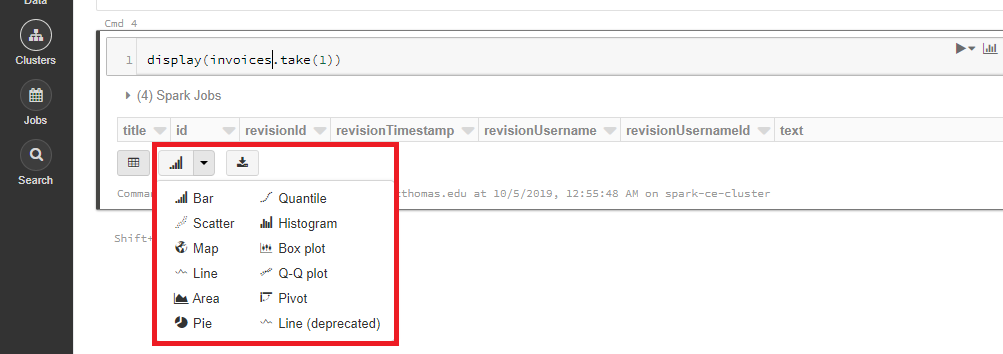 Data
Clusters
Jobs
Search
Cmd 4
1 display(invoices.take(1))
(4) Spark Jobs
title id revisionId revisionTimestamp revisionUsername revisionUsernameId text
Bar Quantile
Scatter Histogram
Map Box plot
Line Q-Q plot
Area Pivot
Pie Line (deprecated)
Comman thomas.edu at 10/5/2019, 12:55:48 AM on spark-ce-cluster
Shift+